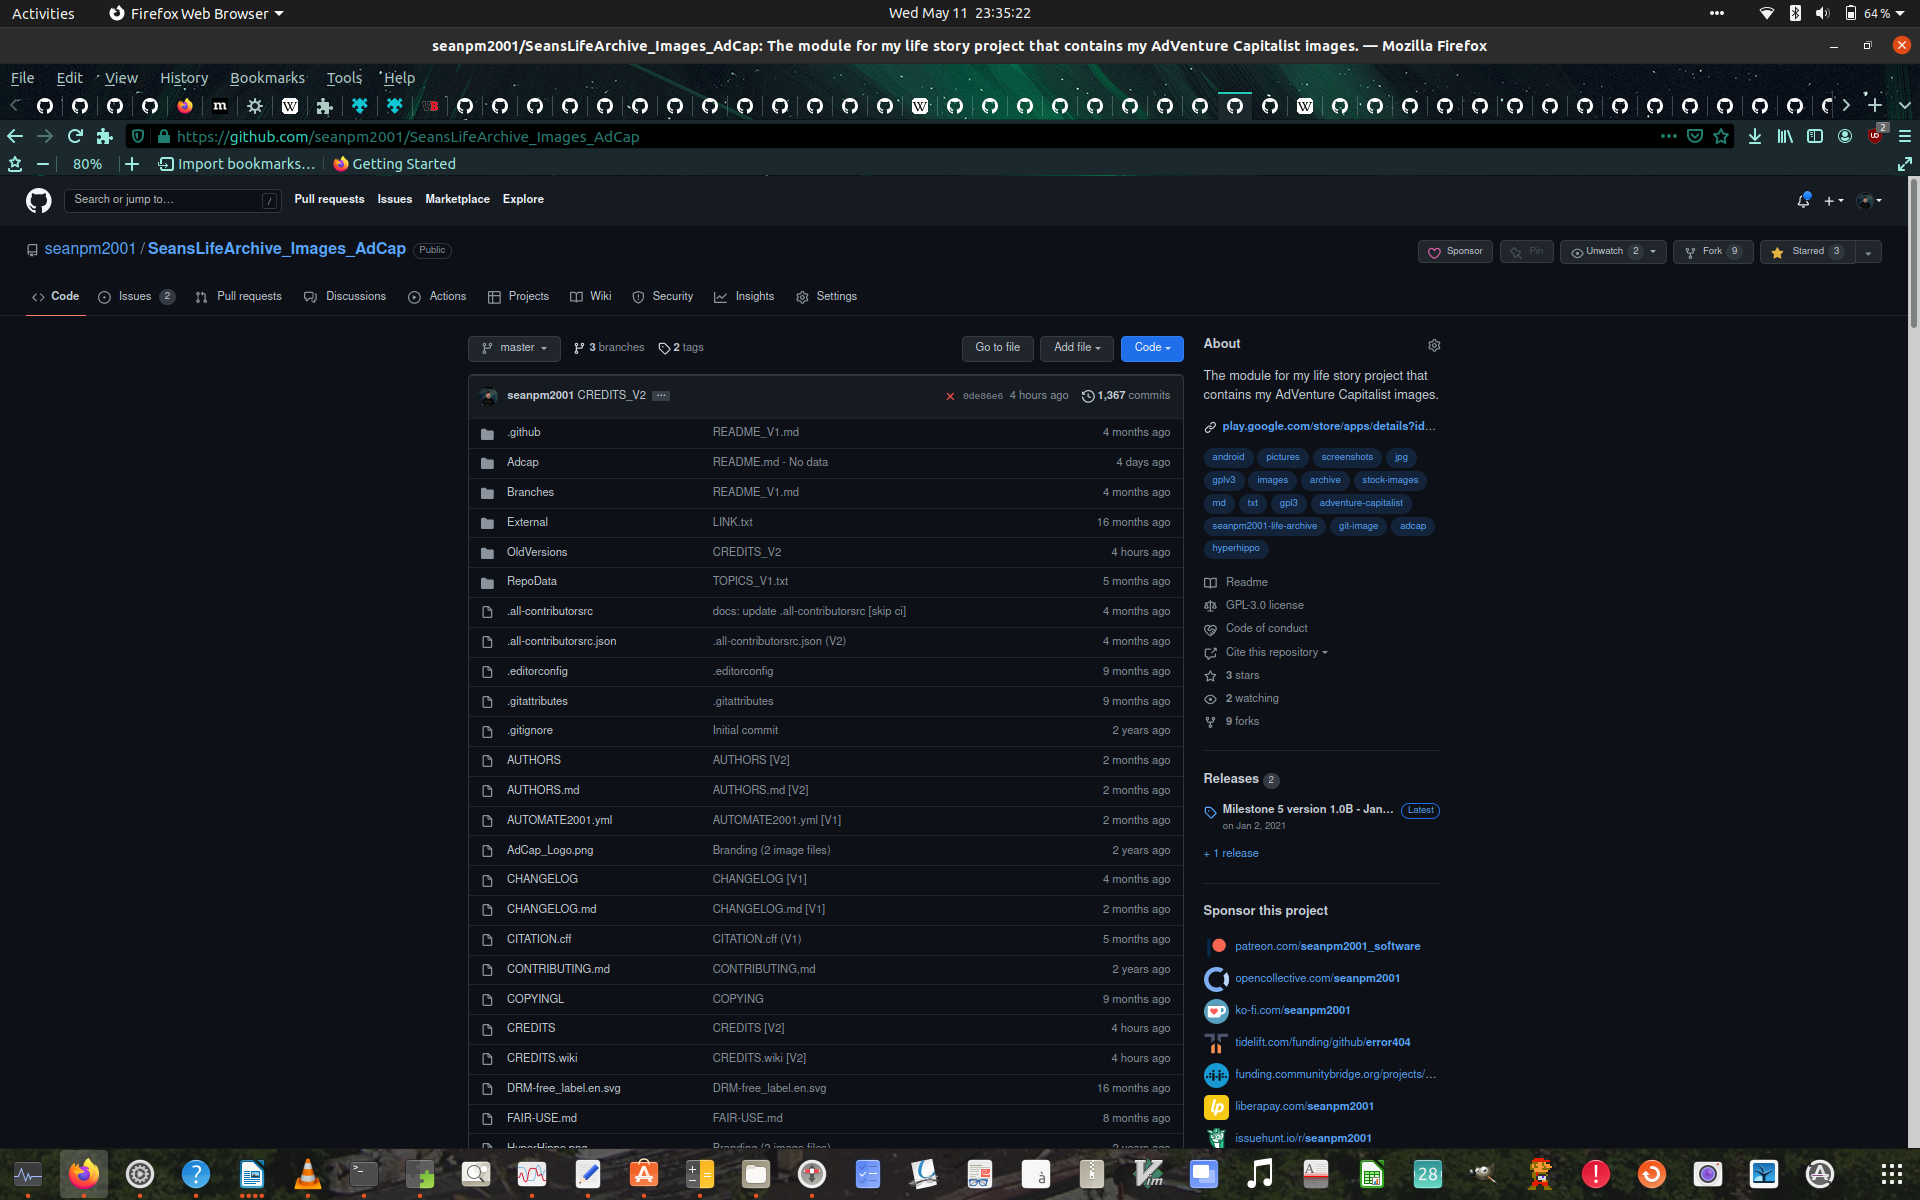 Activities
Firefox Web Browser
Wed May 11 23:35:22
64 %
seanpm2001/SeansLifeArchive_Images_AdCap: The module for my life story project that contains my AdVenture Capitalist images. — Mozilla Firefox
File Edit View History Bookmarks Tools Help
https://github.com/seanpm2001/SeansLifeArchive_Images_AdCap
2
80%
Import bookmarks...
Getting Started
Search or jump to...
/
Pull requests Issues Marketplace Explore
seanpm2001 / SeansLifeArchive_Images_AdCap Public
Sponsor
Pin
Unwatch 2
Fork 9
Starred 3
Code
Issues 2
Pull requests
Discussions
Actions
Projects
Wiki
Security
Insights
Settings
master
3 branches
2 tags
Go to file
Add file
Code
seanpm2001 CREDITS_V2 ... 0de86e6 4 hours ago 1,367 commits
.github README_V1.md 4 months ago
Adcap README.md - No data 4 days ago
Branches README_V1.md 4 months ago
External LINK.txt 16 months ago
OldVersions CREDITS_V2 4 hours ago
RepoData TOPICS_V1.txt 5 months ago
.all-contributorsrc docs: update .all-contributorsrc [skip ci] 4 months ago
.all-contributorsrc.json .all-contributorsrc.json (V2) 4 months ago
.editorconfig .editorconfig 9 months ago
.gitattributes .gitattributes 9 months ago
.gitignore Initial commit 2 years ago
AUTHORS AUTHORS [V2] 2 months ago
AUTHORS.md AUTHORS.md [V2] 2 months ago
AUTOMATE2001.yml AUTOMATE2001.yml [V1] 2 months ago
AdCap_Logo.png Branding (2 image files) 2 years ago
CHANGELOG CHANGELOG [V1] 4 months ago
CHANGELOG.md CHANGELOG.md [V1] 2 months ago
CITATION.cff CITATION.cff (V1) 5 months ago
CONTRIBUTING.md CONTRIBUTING,md 2 years ago
COPYINGL COPYING 9 months ago
CREDITS CREDITS [V2] 4 hours ago
CREDITS.wiki CREDITS.wiki [V2] 4 hours ago
DRM-free_label.en.svg DRM-free_label.en.svg 16 months ago
FAIR-USE.md FAIR-USE.md 8 months ago
HyperHippo.png Branding (2 image files) 2 years ago
About
The module for my life story project that
contains my AdVenture Capitalist images.
play.google.com/store/apps/details?id...
android pictures screenshots jpg
gplv3 images archive stock-images
md txt gpl3 adventure-capitalist
seanpm2001-life-archive git-image adcap
hyperhippo
Readme
GPL-3.0 license
Code of conduct
Cite this repository
3 stars
2 watching
9 forks
Releases 2
Milestone 5 version 1.0B - Jan... Latest
on Jan 2, 2021
+ 1 release
Sponsor this project
patreon.com/seanpm2001_software
opencollective.com/seanpm2001
ko-fi.com/seanpm2001
tidelift.com/funding/github/error404
funding.communitybridge.org/projects/...
liberapay.com/seanpm2001
issuehunt.io/r/seanpm2001
28